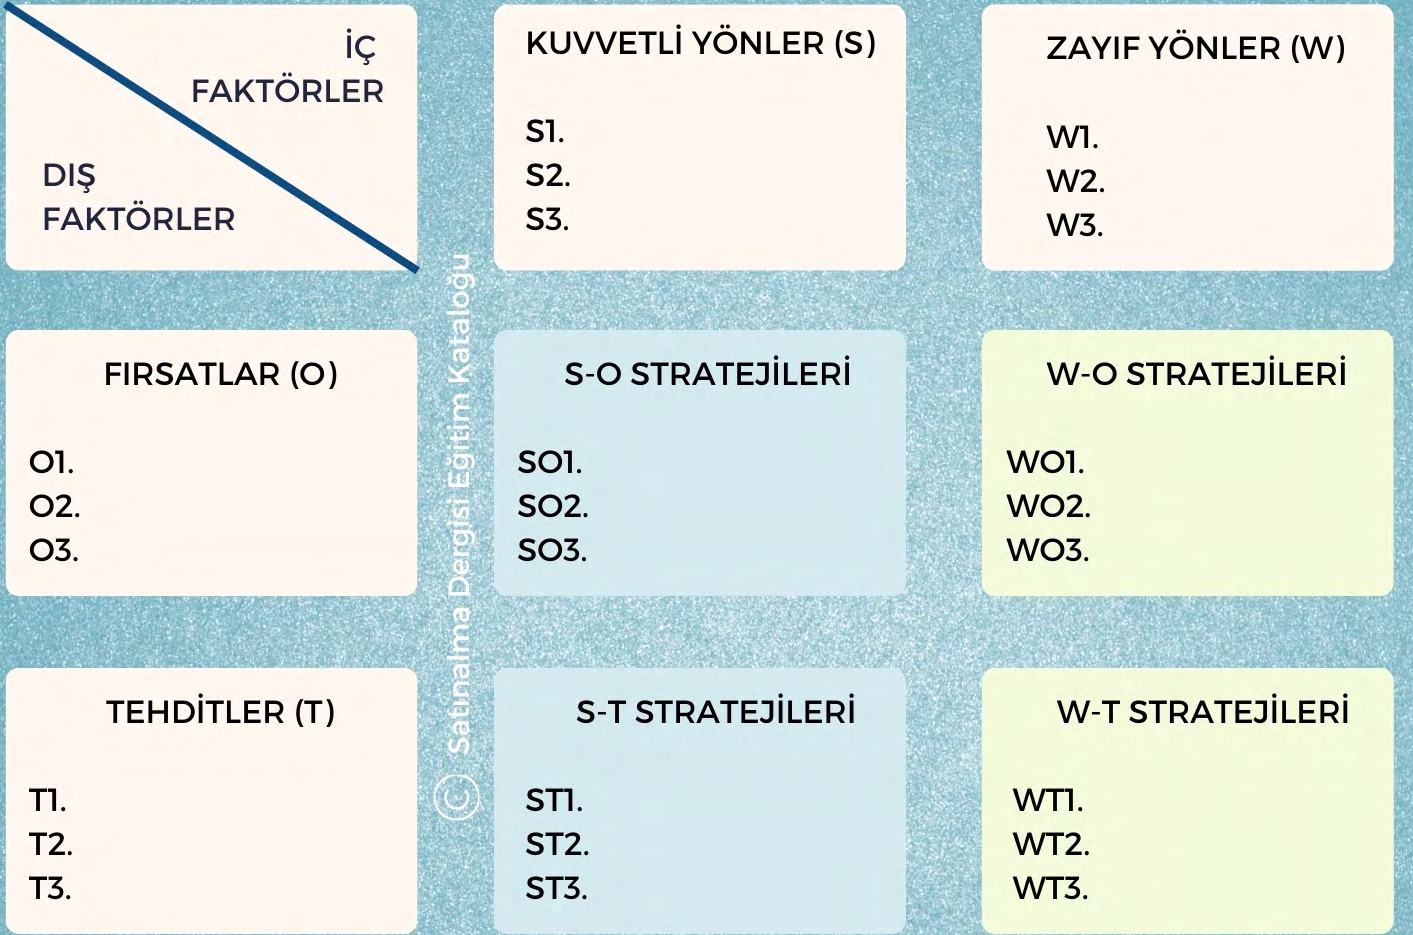 İÇ
FAKTÖRLER
DIŞ
FAKTÖRLER
KUVVETLİ YÖNLER (S)
S1.
S2.
S3.
ZAYIF YÖNLER (W)
W1.
W2.
W3.
FIRSATLAR (O)
O1.
O2.
O3.
S-O STRATEJİLERİ
SO1.
SO2.
SO3.
W-O STRATEJİLERİ
WO1.
WO2.
WO3.
TEHDİTLER (T)
T1.
T2.
T3.
S-T STRATEJİLERİ
ST1.
ST2.
ST3.
W-T STRATEJİLERİ
WT1.
WT2.
WT3.
© Satınalma Dergisi Eğitim Kataloğu